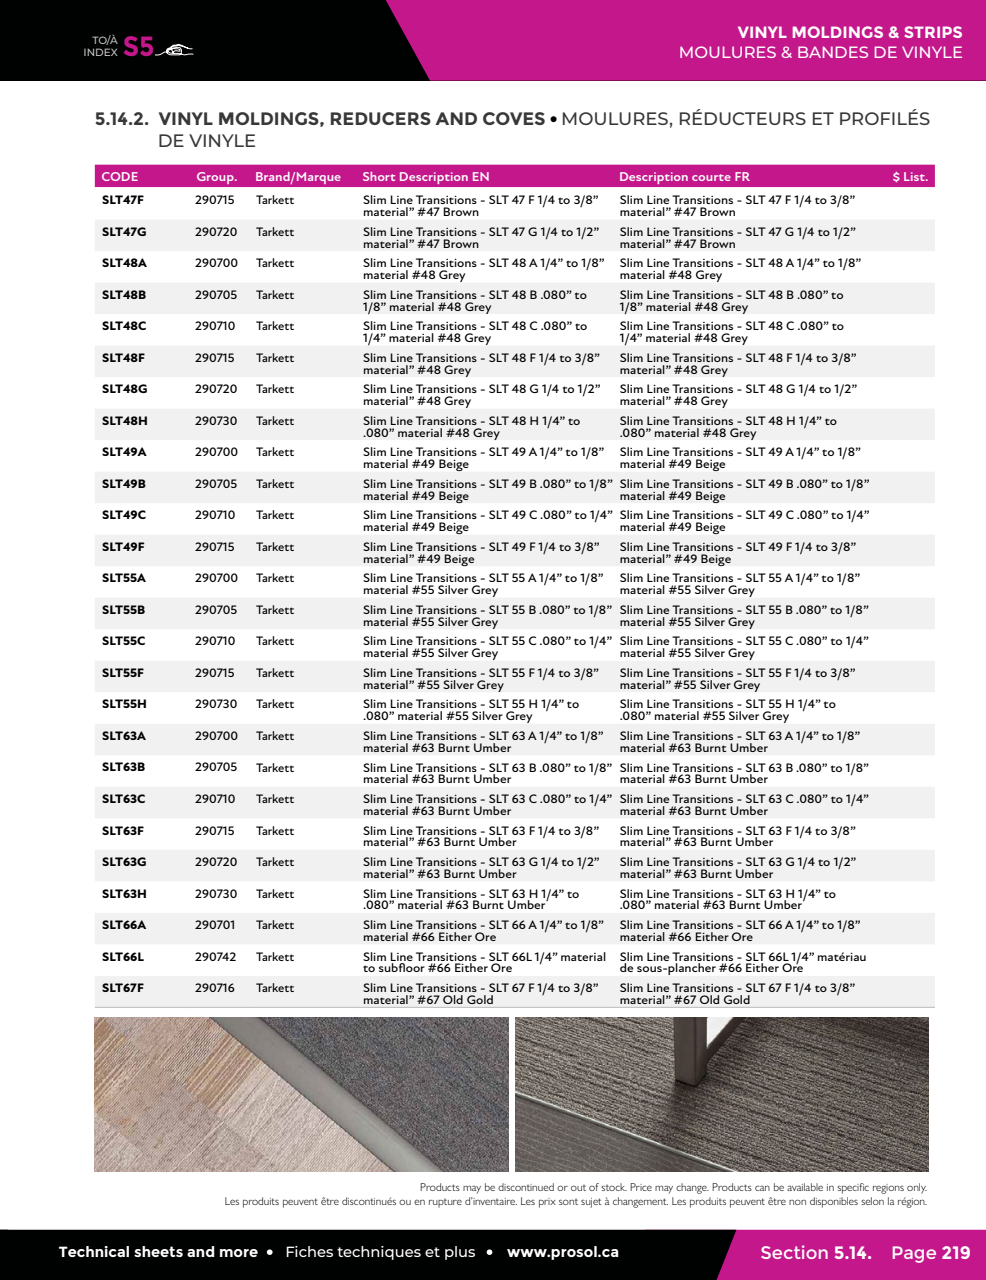 TO/À
INDEX S5
VINYL MOLDINGS & STRIPS
MOULURES & BANDES DE VINYLE
5.14.2. VINYL MOLDINGS, REDUCERS AND COVES • MOULURES, RÉDUCTEURS ET PROFILÉS
DE VINYLE
CODE Group. Brand/Marque Short Description EN Description courte FR $ List.
SLT47F 290715 Tarkett Slim Line Transitions - SLT 47 F 1/4 to 3/8” Slim Line Transitions - SLT 47 F 1/4 to 3/8”
material” #47 Brown material” #47 Brown
SLT47G 290720 Tarkett Slim Line Transitions - SLT 47 G 1/4 to 1/2” Slim Line Transitions - SLT 47 G 1/4 to 1/2”
material” #47 Brown material” #47 Brown
SLT48A 290700 Tarkett Slim Line Transitions - SLT 48 A 1/4” to 1/8” Slim Line Transitions - SLT 48 A 1/4” to 1/8”
material #48 Grey material #48 Grey
SLT48B 290705 Tarkett Slim Line Transitions - SLT 48 B .080” to Slim Line Transitions - SLT 48 B .080” to
1/8” material #48 Grey 1/8” material #48 Grey
SLT48C 290710 Tarkett Slim Line Transitions - SLT 48 C .080” to Slim Line Transitions - SLT 48 C .080” to
1/4” material #48 Grey 1/4” material #48 Grey
SLT48F 290715 Tarkett Slim Line Transitions - SLT 48 F 1/4 to 3/8” Slim Line Transitions - SLT 48 F 1/4 to 3/8”
material” #48 Grey material” #48 Grey
SLT48G 290720 Tarkett Slim Line Transitions - SLT 48 G 1/4 to 1/2” Slim Line Transitions - SLT 48 G 1/4 to 1/2”
material” #48 Grey material” #48 Grey
SLT48H 290730 Tarkett Slim Line Transitions - SLT 48 H 1/4” to Slim Line Transitions - SLT 48 H 1/4” to
.080” material #48 Grey .080” material #48 Grey
SLT49A 290700 Tarkett Slim Line Transitions - SLT 49 A 1/4” to 1/8” Slim Line Transitions - SLT 49 A 1/4” to 1/8”
material #49 Beige material #49 Beige
SLT49B 290705 Tarkett Slim Line Transitions - SLT 49 B .080” to 1/8” Slim Line Transitions - SLT 49 B .080” to 1/8”
material #49 Beige material #49 Beige
SLT49C 290710 Tarkett Slim Line Transitions - SLT 49 C .080” to 1/4” Slim Line Transitions - SLT 49 C .080” to 1/4”
material #49 Beige material #49 Beige
SLT49F 290715 Tarkett Slim Line Transitions - SLT 49 F 1/4 to 3/8” Slim Line Transitions - SLT 49 F 1/4 to 3/8”
material” #49 Beige material” #49 Beige
SLT55A 290700 Tarkett Slim Line Transitions - SLT 55 A 1/4” to 1/8” Slim Line Transitions - SLT 55 A 1/4” to 1/8”
material #55 Silver Grey material #55 Silver Grey
SLT55B 290705 Tarkett Slim Line Transitions - SLT 55 B .080” to 1/8” Slim Line Transitions - SLT 55 B .080” to 1/8”
material #55 Silver Grey material #55 Silver Grey
SLT55C 290710 Tarkett Slim Line Transitions - SLT 55 C .080” to 1/4” Slim Line Transitions - SLT 55 C .080” to 1/4”
material #55 Silver Grey material #55 Silver Grey
SLT55F 290715 Tarkett Slim Line Transitions - SLT 55 F 1/4 to 3/8” Slim Line Transitions - SLT 55 F 1/4 to 3/8”
material” #55 Silver Grey material” #55 Silver Grey
SLT55H 290730 Tarkett Slim Line Transitions - SLT 55 H 1/4” to Slim Line Transitions - SLT 55 H 1/4” to
.080” material #55 Silver Grey .080” material #55 Silver Grey
SLT63A 290700 Tarkett Slim Line Transitions - SLT 63 A 1/4” to 1/8” Slim Line Transitions - SLT 63 A 1/4” to 1/8”
material #63 Burnt Umber material #63 Burnt Umber
SLT63B 290705 Tarkett Slim Line Transitions - SLT 63 B .080” to 1/8” Slim Line Transitions - SLT 63 B .080” to 1/8”
material #63 Burnt Umber material #63 Burnt Umber
SLT63C 290710 Tarkett Slim Line Transitions - SLT 63 C .080” to 1/4” Slim Line Transitions - SLT 63 C .080” to 1/4”
material #63 Burnt Umber material #63 Burnt Umber
SLT63F 290715 Tarkett Slim Line Transitions - SLT 63 F 1/4 to 3/8” Slim Line Transitions - SLT 63 F 1/4 to 3/8”
material” #63 Burnt Umber material” #63 Burnt Umber
SLT63G 290720 Tarkett Slim Line Transitions - SLT 63 G 1/4 to 1/2” Slim Line Transitions - SLT 63 G 1/4 to 1/2”
material” #63 Burnt Umber material” #63 Burnt Umber
SLT63H 290730 Tarkett Slim Line Transitions - SLT 63 H 1/4” to Slim Line Transitions - SLT 63 H 1/4” to
.080” material #63 Burnt Umber .080” material #63 Burnt Umber
SLT66A 290701 Tarkett Slim Line Transitions - SLT 66 A 1/4” to 1/8” Slim Line Transitions - SLT 66 A 1/4” to 1/8”
material #66 Either Ore material #66 Either Ore
SLT66L 290742 Tarkett Slim Line Transitions - SLT 66L 1/4” material Slim Line Transitions - SLT 66L 1/4” matériau
to subfloor #66 Either Ore de sous-plancher #66 Either Ore
SLT67F 290716 Tarkett Slim Line Transitions - SLT 67 F 1/4 to 3/8” Slim Line Transitions - SLT 67 F 1/4 to 3/8”
material” #67 Old Gold material” #67 Old Gold
Products may be discontinued or out of stock. Price may change. Products can be available in specific regions only.
Les produits peuvent être discontinués ou en rupture d'inventaire. Les prix sont sujet à changement. Les produits peuvent être non disponibles selon la région.
Technical sheets and more • Fiches techniques et plus • www.prosol.ca
Section 5.14. Page 219